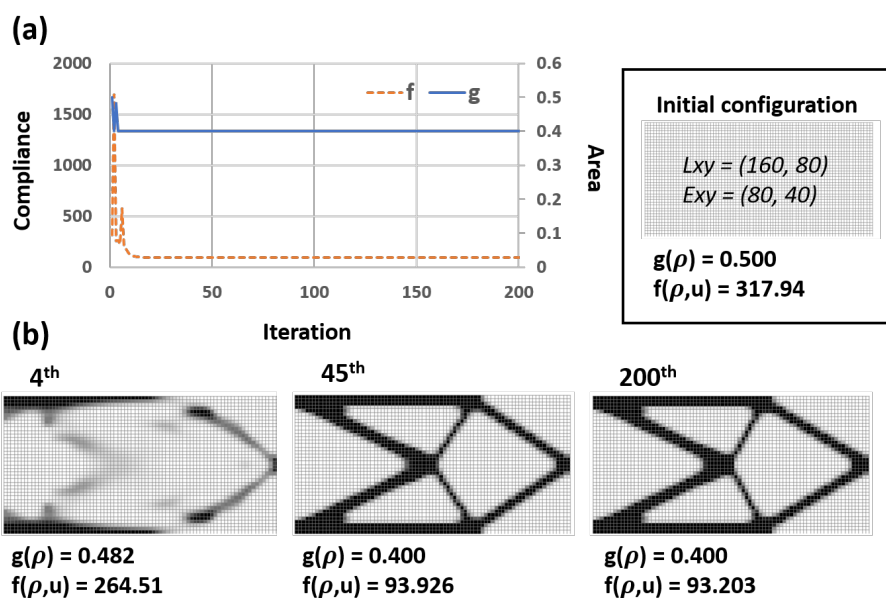 (a)
2000
1500
1000
500
0
0.6
0.5
0.4
0.3
0.2
0.1
0
f
g
Compliance
Area
0
50
100
150
200
Iteration
Initial configuration
Lxy = (160, 80)
Exy = (80, 40)
g(ρ) = 0.500
f(ρ,u) = 317.94
(b)
4th
45th
200th
g(ρ) = 0.482
f(ρ,u) = 264.51
g(ρ) = 0.400
f(ρ,u) = 93.926
g(ρ) = 0.400
f(ρ,u) = 93.203